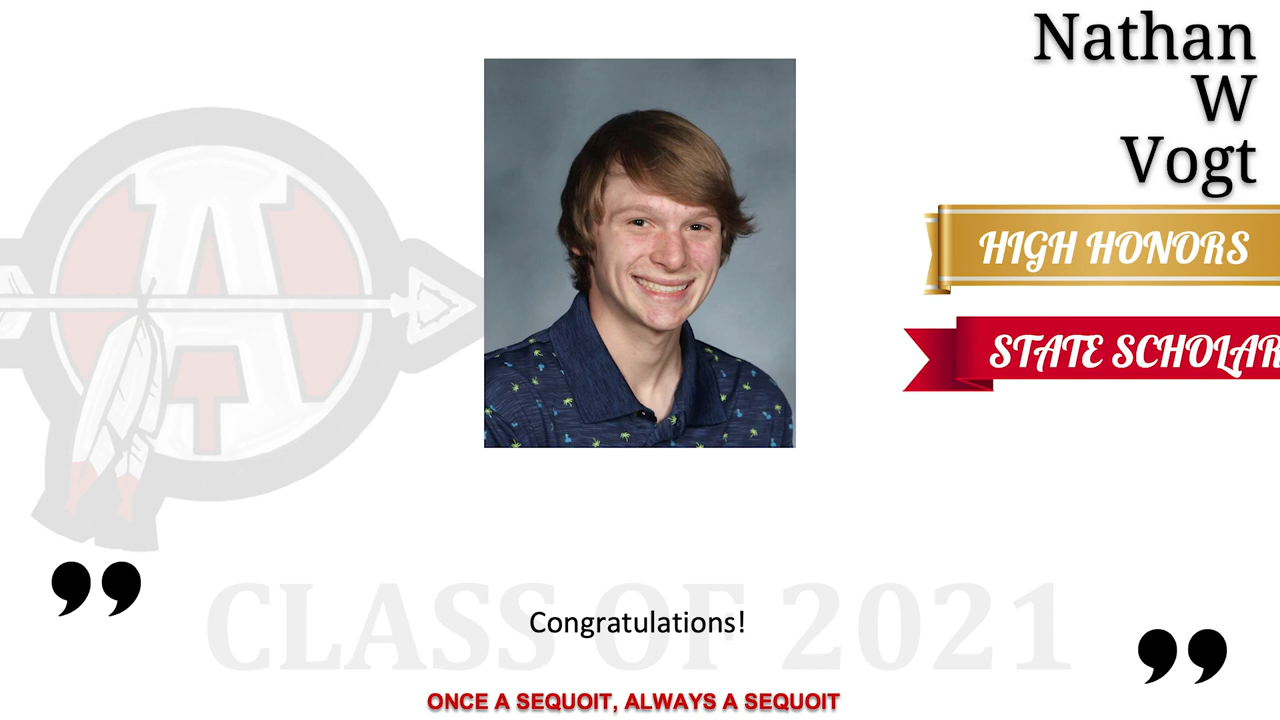 Nathan
W
Vogt
HIGH HONORS
STATE SCHOLAR
A
CLASS OF 2021
Congratulations!
ONCE A SEQUOIT, ALWAYS A SEQUOIT